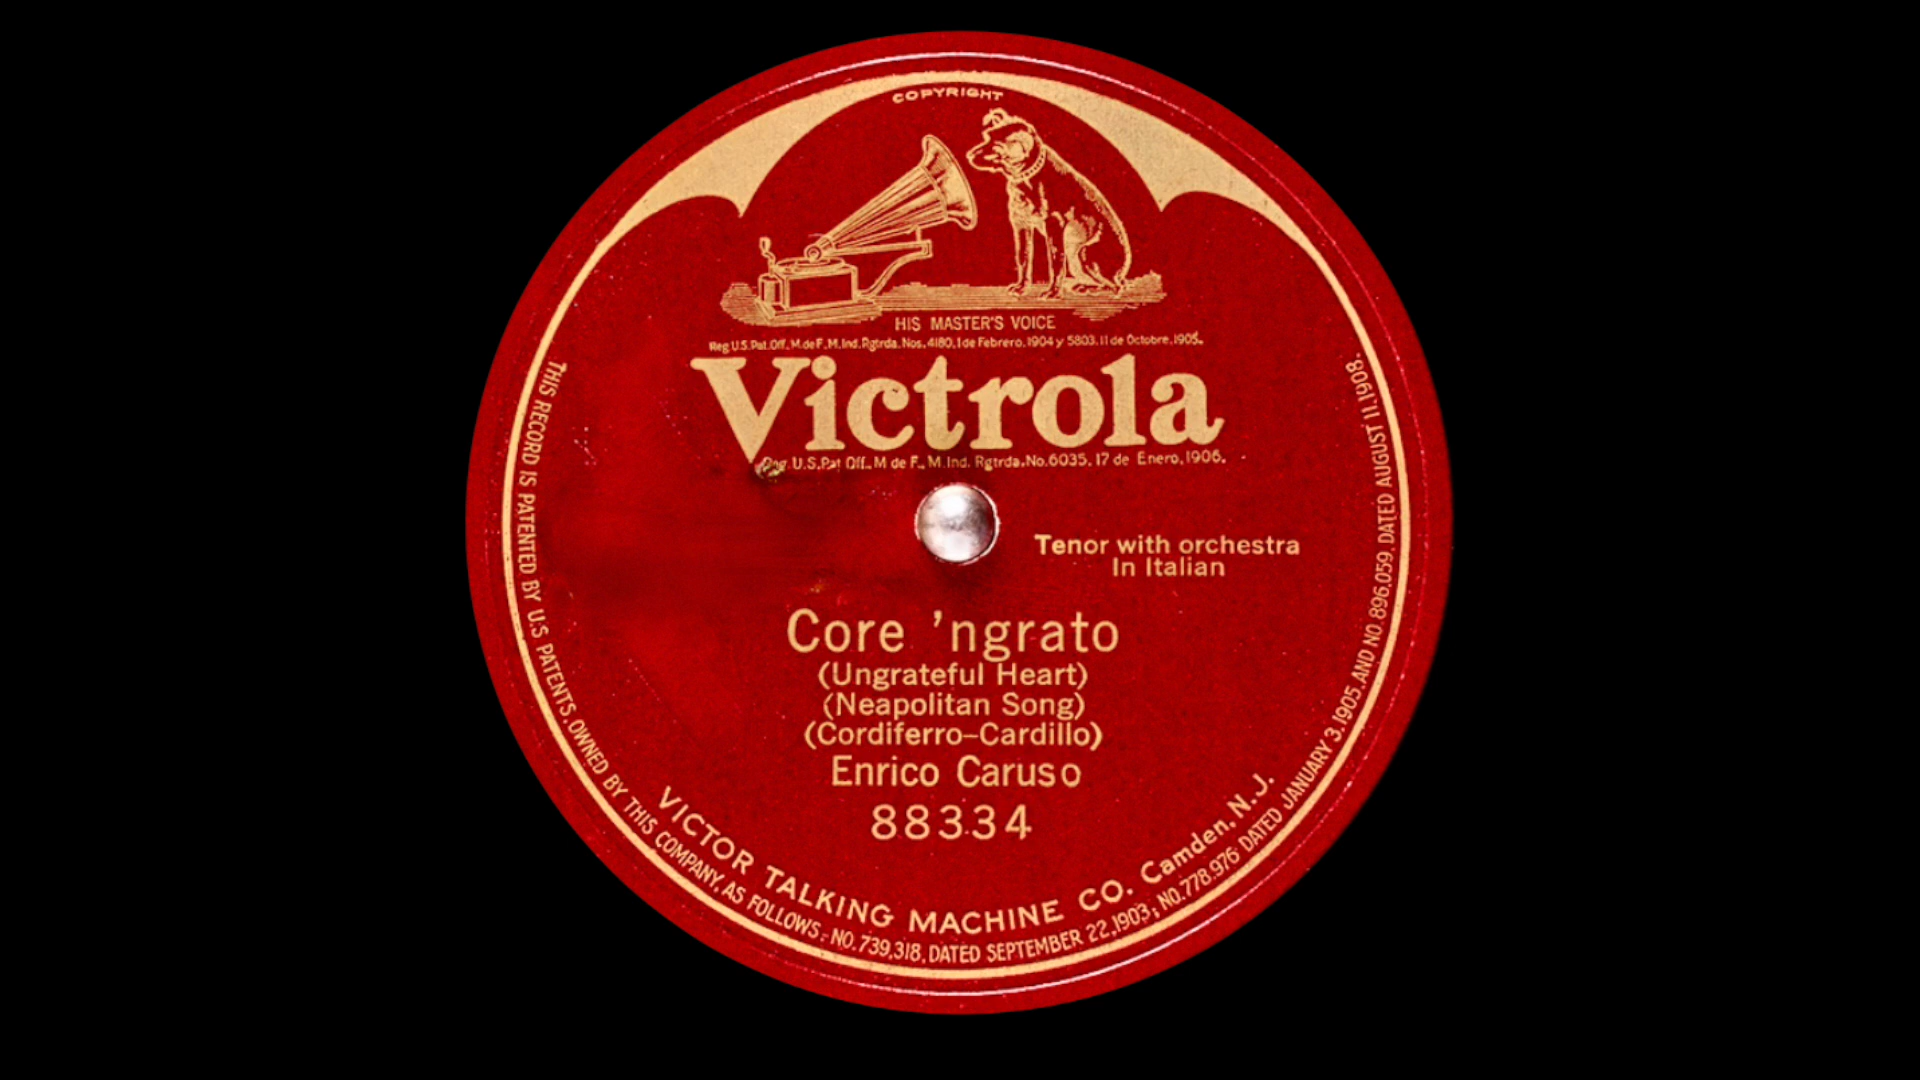 COPYRIGHT
HIS MASTER'S VOICE
Reg.U.S.Pat.Off., M.de F., M.Ind.Rgtrda.Nos.4180,1 de Febrero,1904 y 5803,11 de Octubre,1905.
Victrola
Reg. U.S.Pat Off., M de F., M.Ind. Rgtrda.No.6035, 17 de Enero,1906.
Tenor with orchestra
In Italian
Core 'ngrato
(Ungrateful Heart)
(Neapolitan Song)
(Cordiferro–Cardillo)
Enrico Caruso
88334
VICTOR TALKING MACHINE CO. Camden, N.J.
THIS RECORD IS PATENTED BY U.S PATENTS, OWNED BY THIS COMPANY, AS FOLLOWS: NO. 739,318, DATED SEPTEMBER 22,1903; NO.778,976 DATED JANUARY 3,1905, AND NO. 896,059, DATED AUGUST 11,1908.